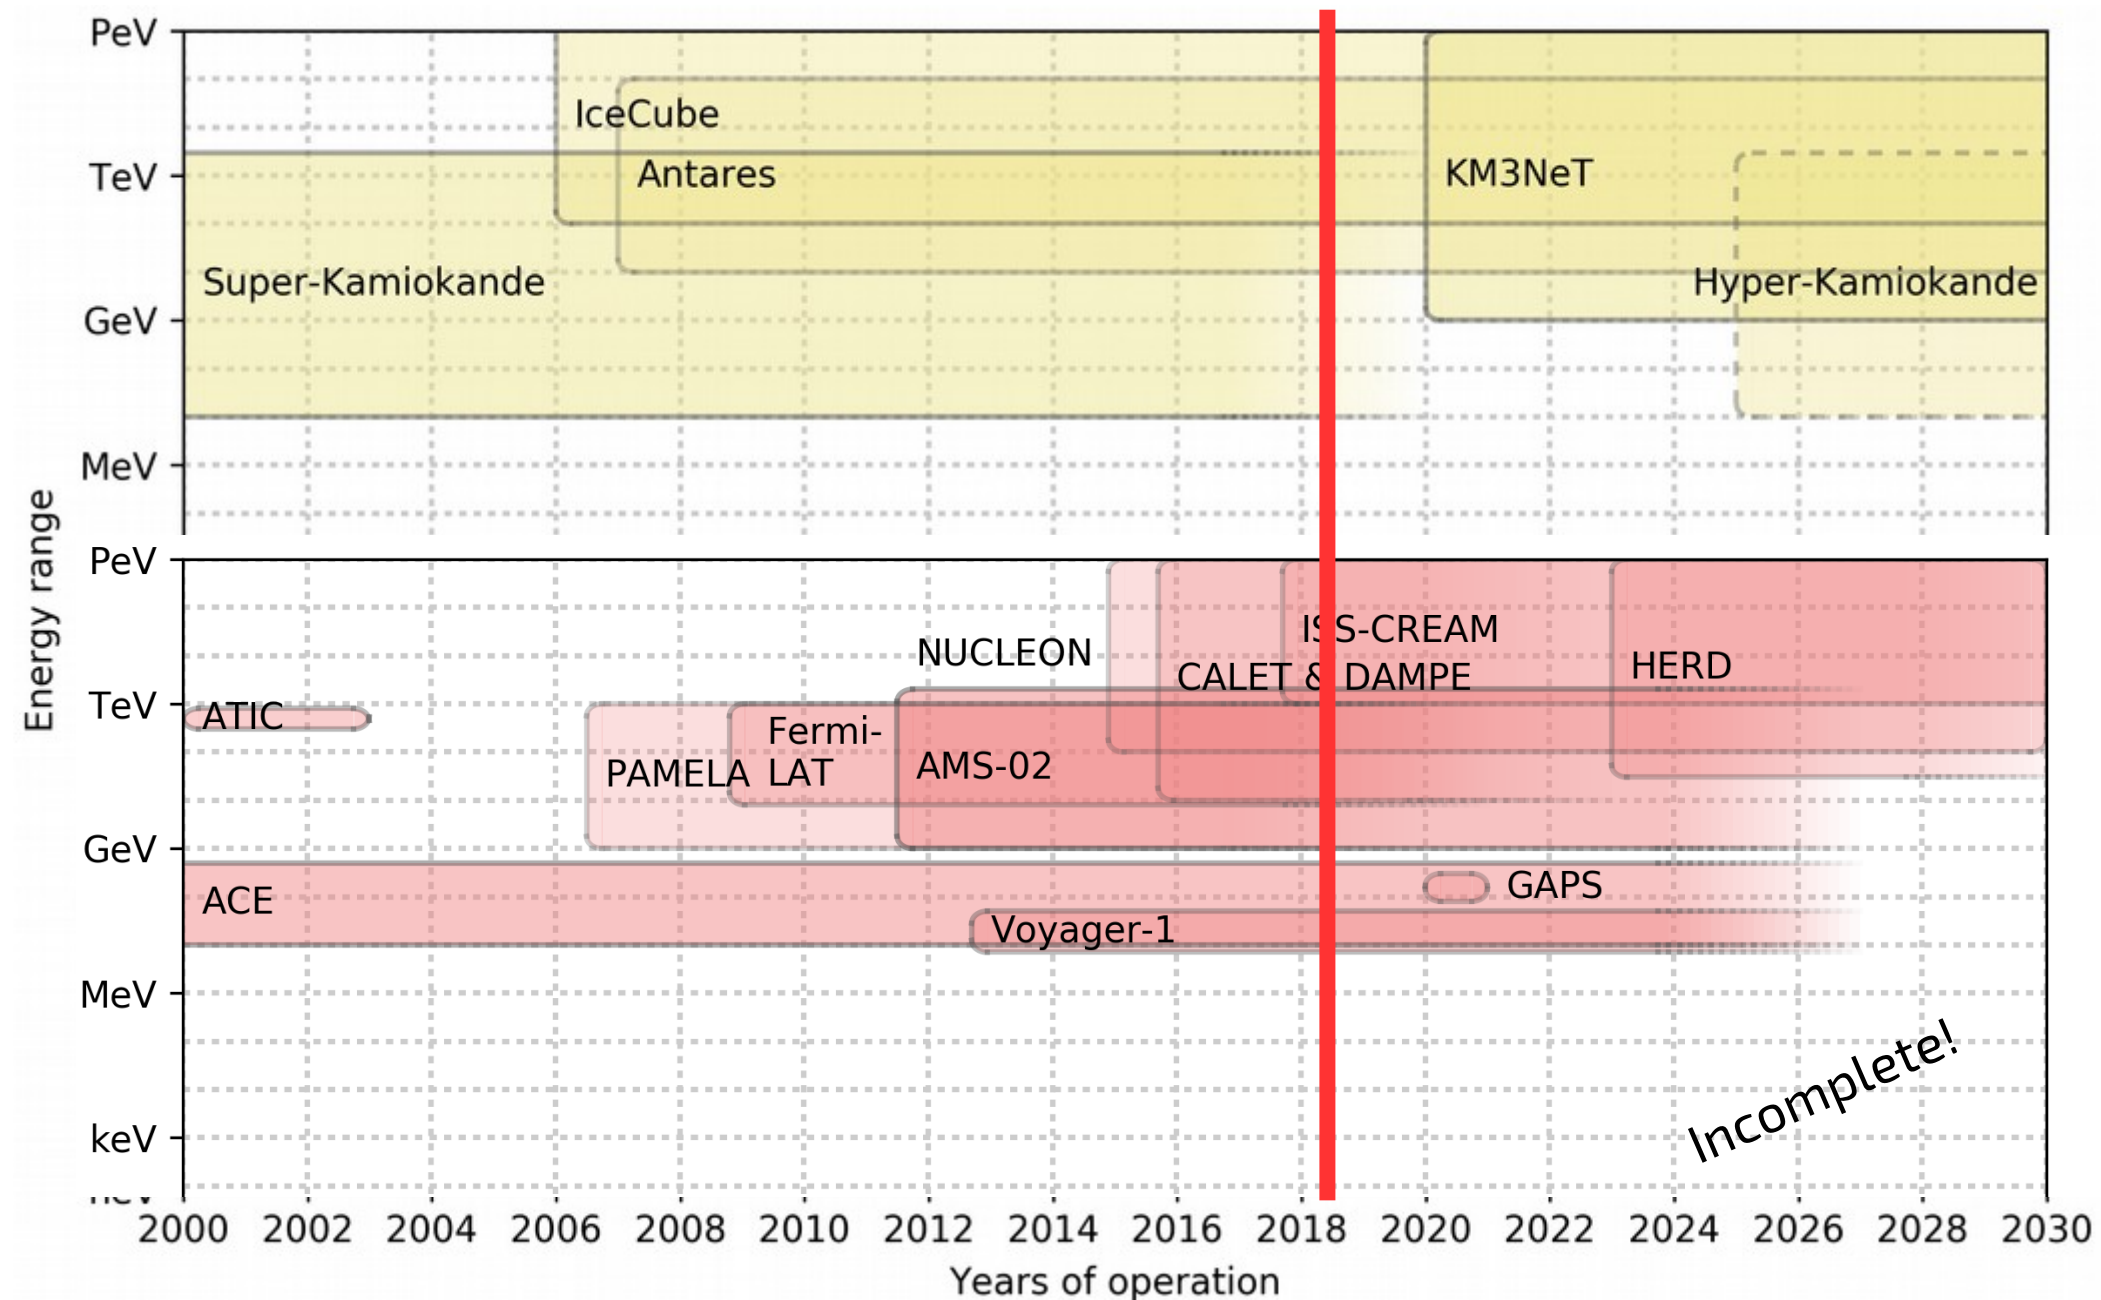 PeV
IceCube
TeV
Antares
KM3NeT
Super-Kamiokande
Hyper-Kamiokande
GeV
MeV
Energy range
PeV
ISS-CREAM
NUCLEON
CALET & DAMPE
HERD
TeV
ATIC
Fermi-
LAT
PAMELA
AMS-02
GeV
ACE
GAPS
Voyager-1
MeV
Incomplete!
keV
2000 2002 2004 2006 2008 2010 2012 2014 2016 2018 2020 2022 2024 2026 2028 2030
Years of operation